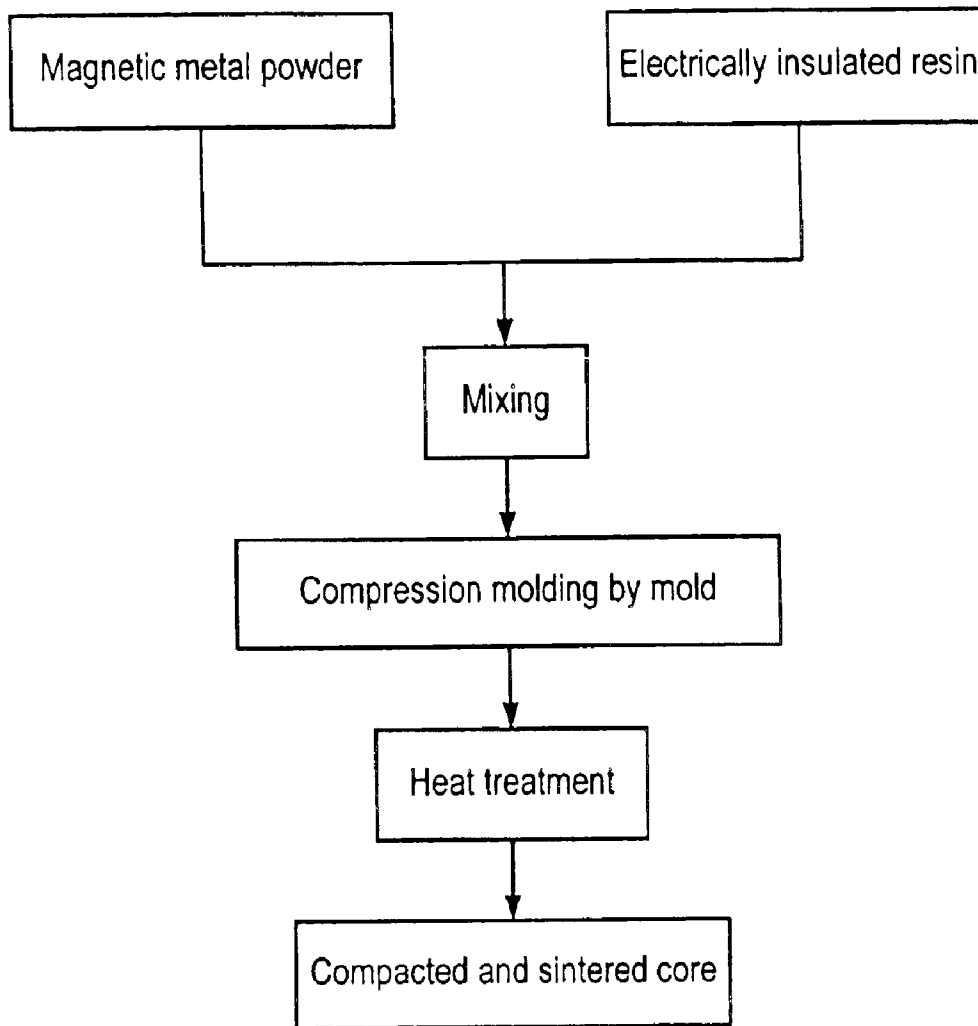 Magnetic metal powder
Electrically insulated resin
Mixing
Compression molding by mold
Heat treatment
Compacted and sintered core